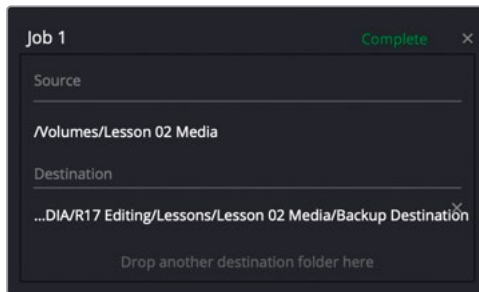 Job 1 Complete ×
Source
/Volumes/Lesson 02 Media
Destination
...DIA/R17 Editing/Lessons/Lesson 02 Media/Backup Destination ×
Drop another destination folder here